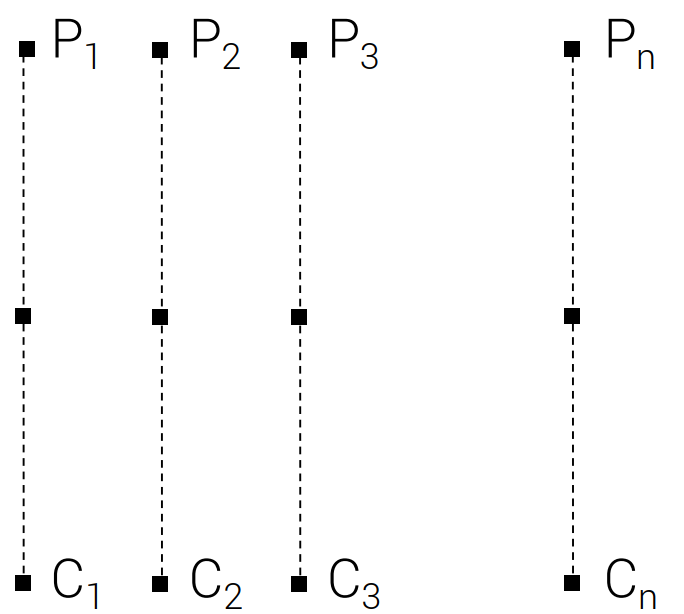 P₁ P₂ P₃ Pₙ
C₁ C₂ C₃ Cₙ